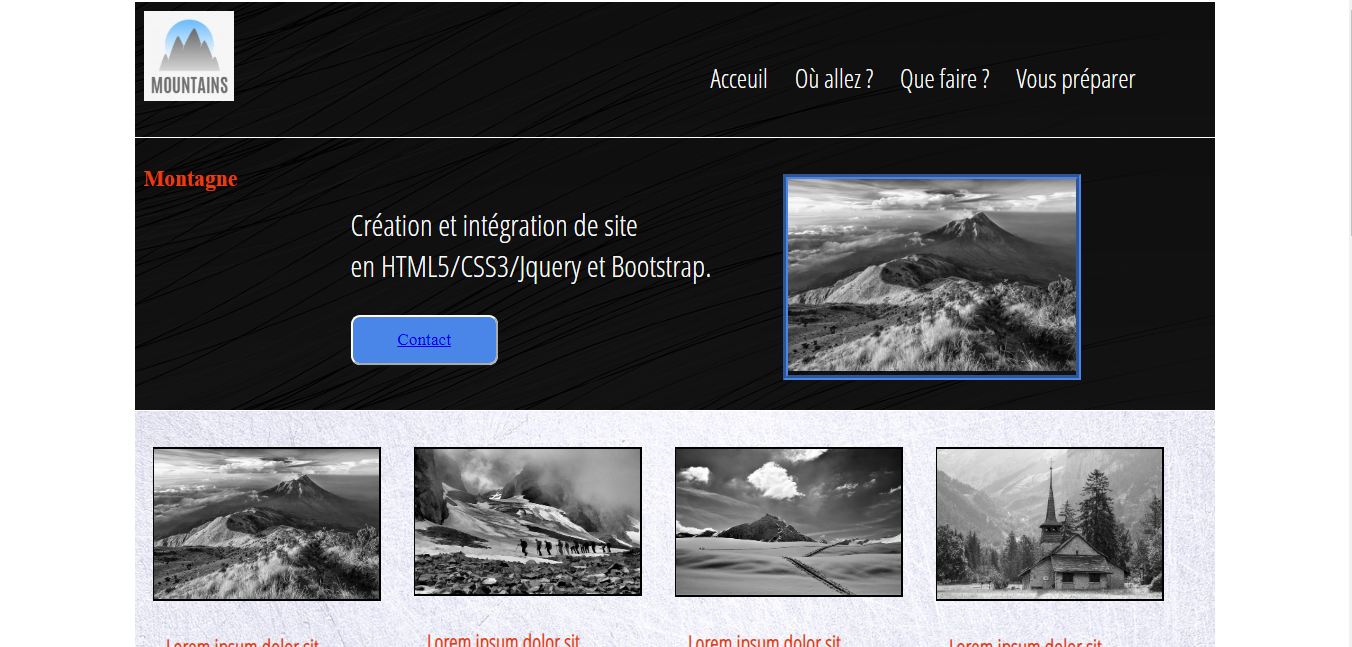 MOUNTAINS
Acceuil Où allez ? Que faire ? Vous préparer
Montagne
Création et intégration de site
en HTML5/CSS3/Jquery et Bootstrap.
Contact
Lorem ipsum dolor sit
Lorem ipsum dolor sit
Lorem ipsum dolor sit
Lorem ipsum dolor sit